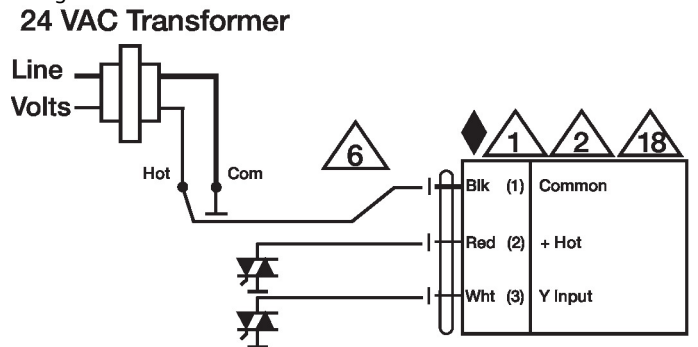 24 VAC Transformer
Line
Volts
Hot
Com
6
1
2
18
Blk (1) Common
Red (2) + Hot
Wht (3) Y Input